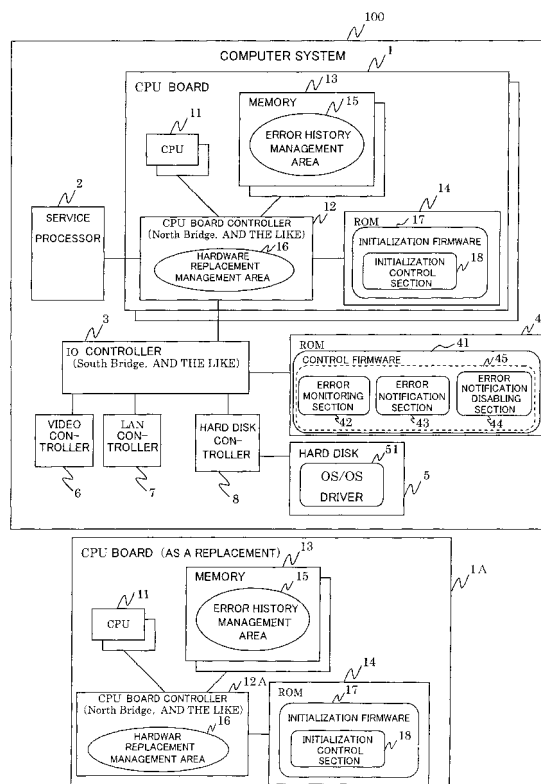 100
COMPUTER SYSTEM
1
CPU BOARD
13
MEMORY
15
ERROR HISTORY
MANAGEMENT
AREA
11
CPU
2
SERVICE
PROCESSOR
12
CPU BOARD CONTROLLER
(North Bridge, AND THE LIKE)
16
HARDWARE
REPLACEMENT
MANAGEMENT AREA
14
ROM
17
INITIALIZATION FIRMWARE
INITIALIZATION
CONTROL
SECTION
18
3
IO CONTROLLER
(South Bridge, AND THE LIKE)
4
ROM
41
CONTROL FIRMWARE
45
ERROR
MONITORING
SECTION
42
ERROR
NOTIFICATION
SECTION
43
ERROR
NOTIFICATION
DISABLING
SECTION
44
VIDEO
CON-
TROLLER
6
LAN
CON-
TROLLER
7
HARD DISK
CON-
TROLLER
8
HARD DISK
51
OS/OS
DRIVER
5
CPU BOARD (AS A REPLACEMENT)
13
MEMORY
15
ERROR HISTORY
MANAGEMENT
AREA
1A
11
CPU
12A
CPU BOARD CONTROLLER
(North Bridge, AND THE LIKE)
16
HARDWAR
REPLACEMENT
MANAGEMENT AREA
14
ROM
17
INITIALIZATION FIRMWARE
INITIALIZATION
CONTROL
SECTION
18